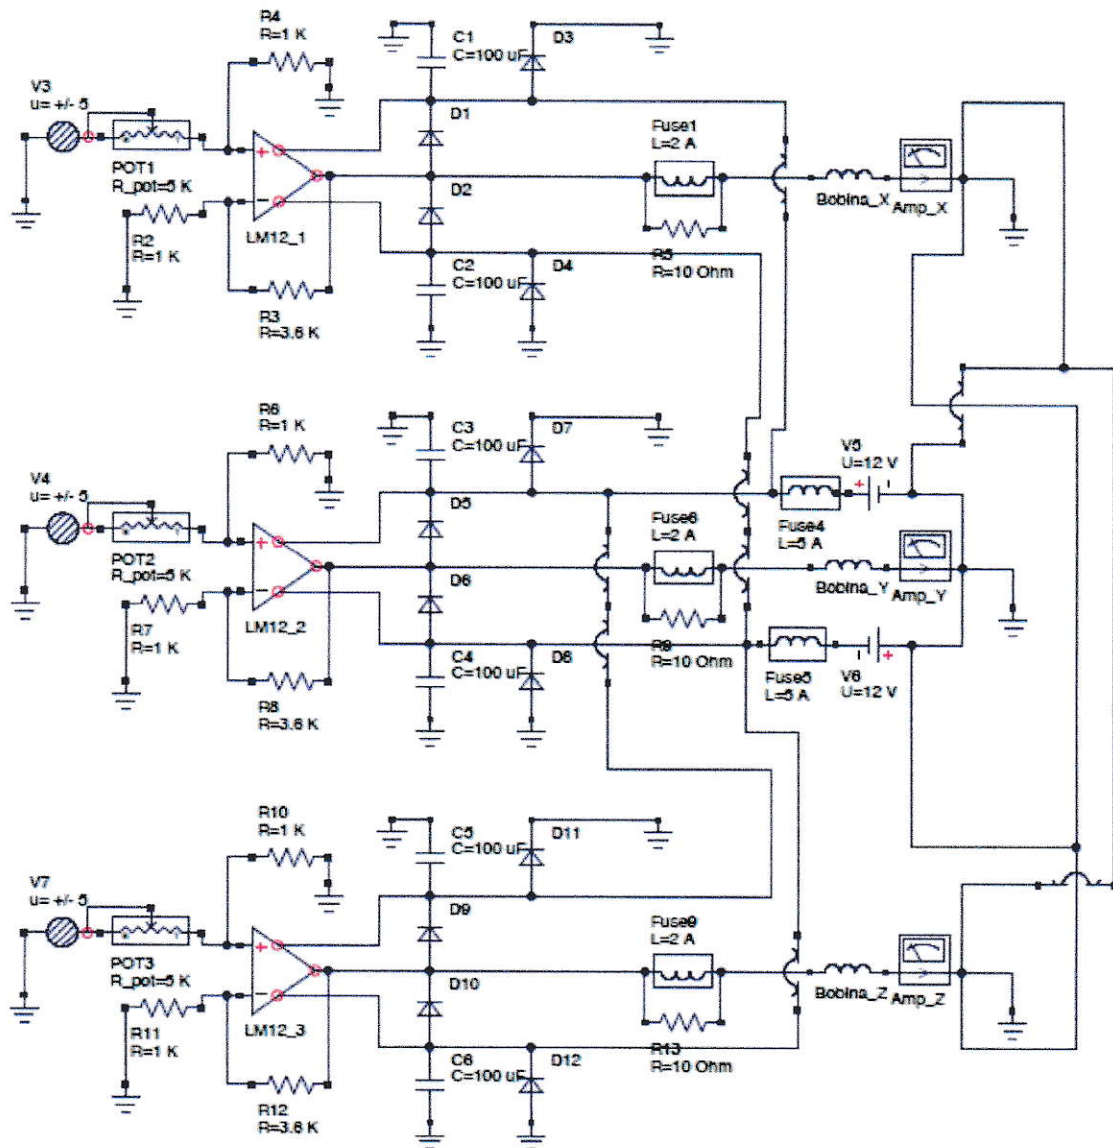 R4
R=1 K
C1
C=100 uF
D3
V3
u= +/- 5
D1
Fuse1
L=2 A
POT1
R_pot=5 K
D2
Bobina_X
Amp_X
R2
R=1 K
LM12_1
C2
C=100 uF
D4
R5
R=10 Ohm
R3
R=3.6 K
R6
R=1 K
C3
C=100 uF
D7
V5
U=12 V
V4
u= +/- 5
D5
Fuse6
L=2 A
Fuse4
L=5 A
POT2
R_pot=5 K
D6
Bobina_Y
Amp_Y
R7
R=1 K
LM12_2
C4
C=100 uF
D8
R9
R=10 Ohm
Fuse5
L=5 A
V6
U=12 V
R8
R=3.6 K
R10
R=1 K
C5
C=100 uF
D11
V7
u= +/- 5
D9
Fuse9
L=2 A
POT3
R_pot=5 K
D10
Bobina_Z
Amp_Z
R11
R=1 K
LM12_3
C6
C=100 uF
D12
R13
R=10 Ohm
R12
R=3.6 K